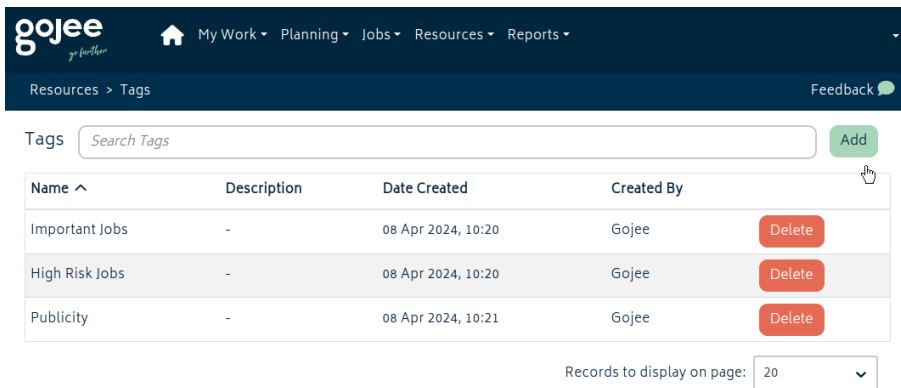 gojee
go further
My Work Planning Jobs Resources Reports
Resources > Tags Feedback
Tags Search Tags Add
Name Description Date Created Created By
Important Jobs - 08 Apr 2024, 10:20 Gojee Delete
High Risk Jobs - 08 Apr 2024, 10:20 Gojee Delete
Publicity - 08 Apr 2024, 10:21 Gojee Delete
Records to display on page: 20